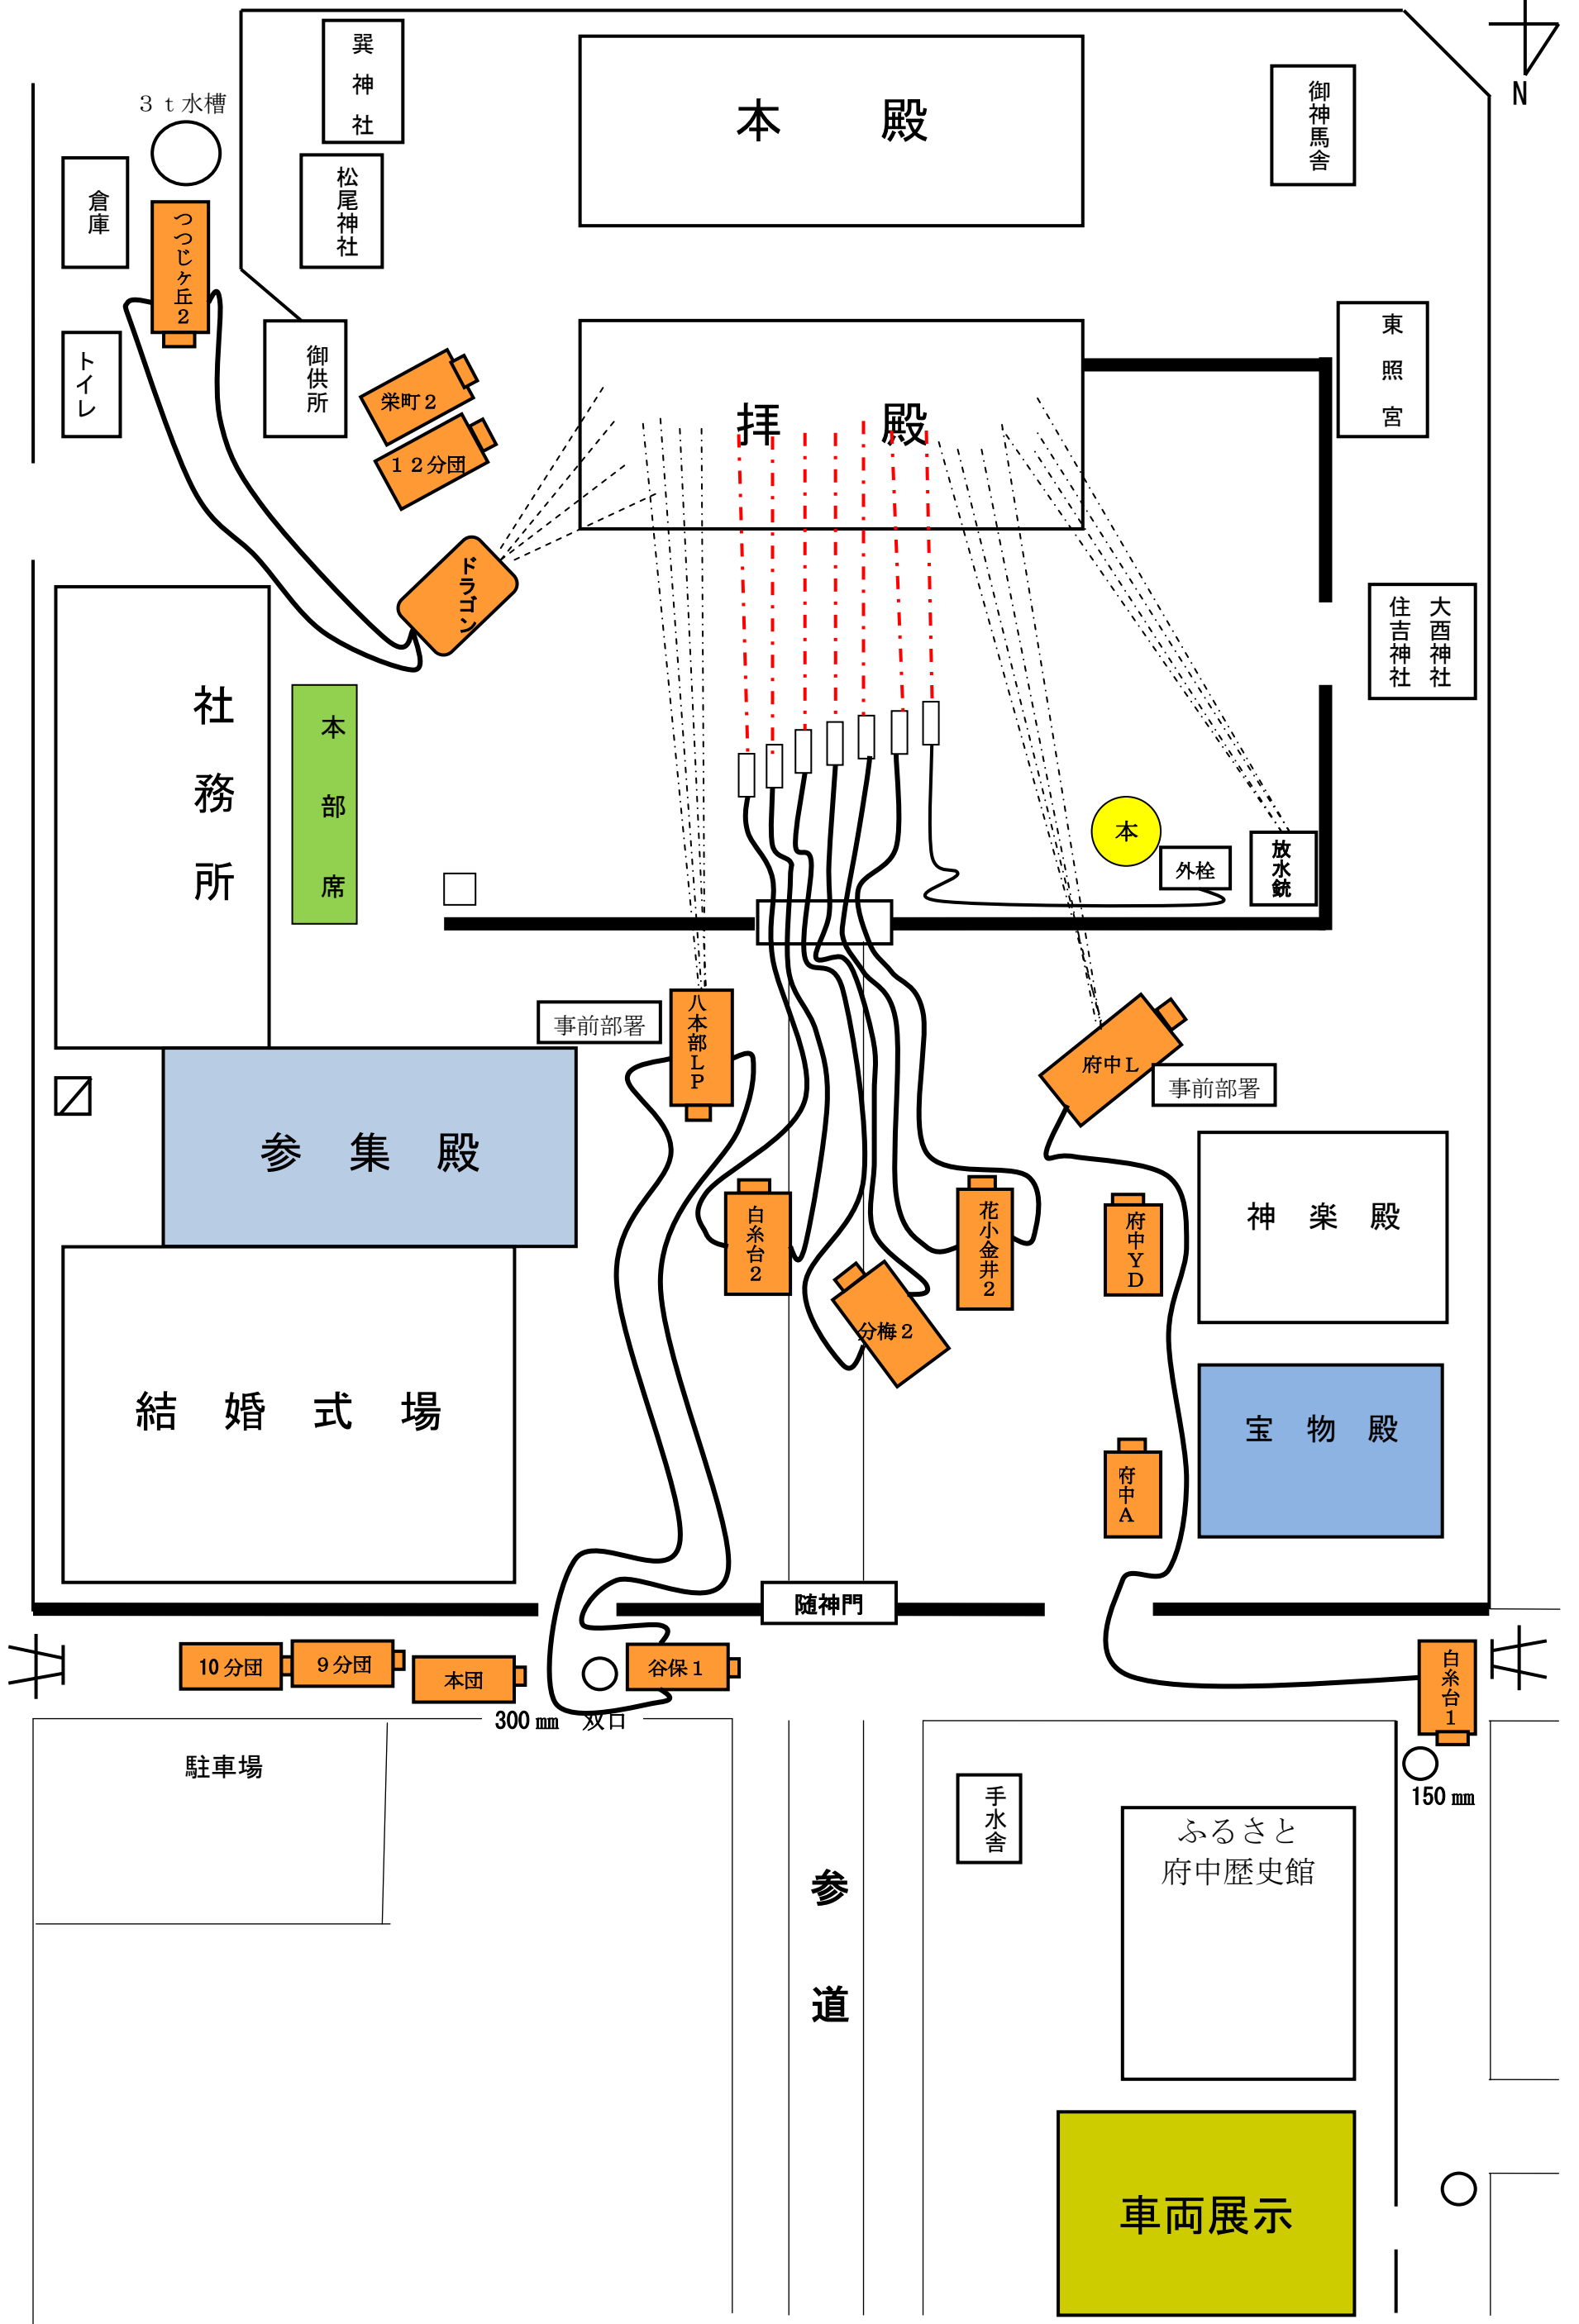 N
巽神社
３ｔ水槽
本殿
御神馬舎
倉庫
松尾神社
つつじヶ丘２
トイレ
御供所
栄町２
１２分団
拝殿
東照宮
ドラゴン
大酉神社
住吉神社
社務所
本部席
本
外栓
放水銃
事前部署
八本部ＬＰ
府中Ｌ
事前部署
参集殿
白糸台２
花小金井２
府中ＹＤ
神楽殿
分梅２
結婚式場
府中Ａ
宝物殿
随神門
10分団
９分団
本団
谷保１
白糸台１
300㎜　双口
駐車場
150㎜
手水舎
ふるさと
府中歴史館
参道
車両展示